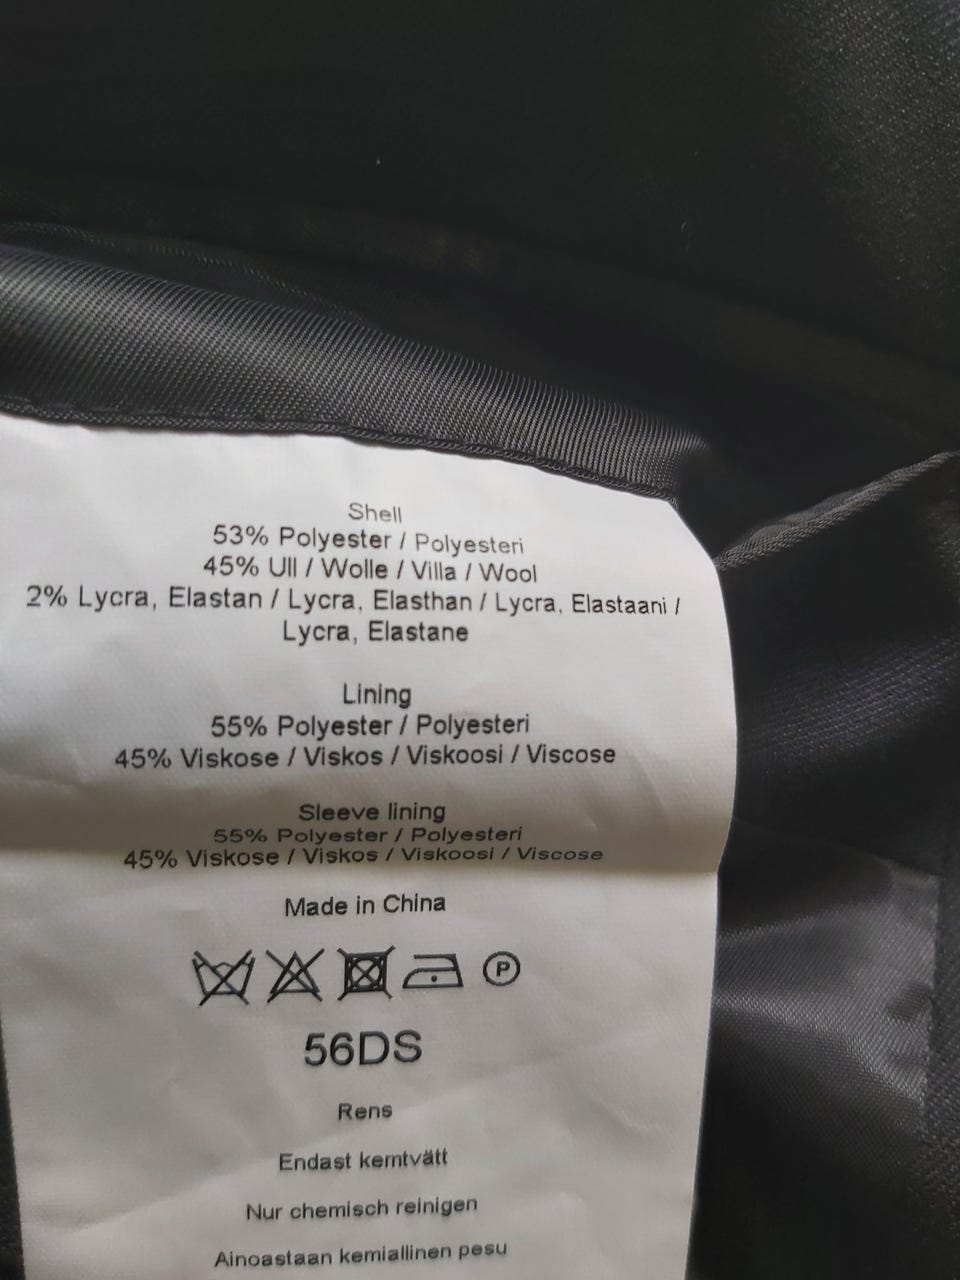 Shell
53% Polyester / Polyesteri
45% Ull / Wolle / Villa / Wool
2% Lycra, Elastan / Lycra, Elasthan / Lycra, Elastaani /
Lycra, Elastane
Lining
55% Polyester / Polyesteri
45% Viskose / Viskos / Viskoosi / Viscose
Sleeve lining
55% Polyester / Polyesteri
45% Viskose / Viskos / Viskoosi / Viscose
Made in China
P
56DS
Rens
Endast kemtvätt
Nur chemisch reinigen
Ainoastaan kemiallinen pesu